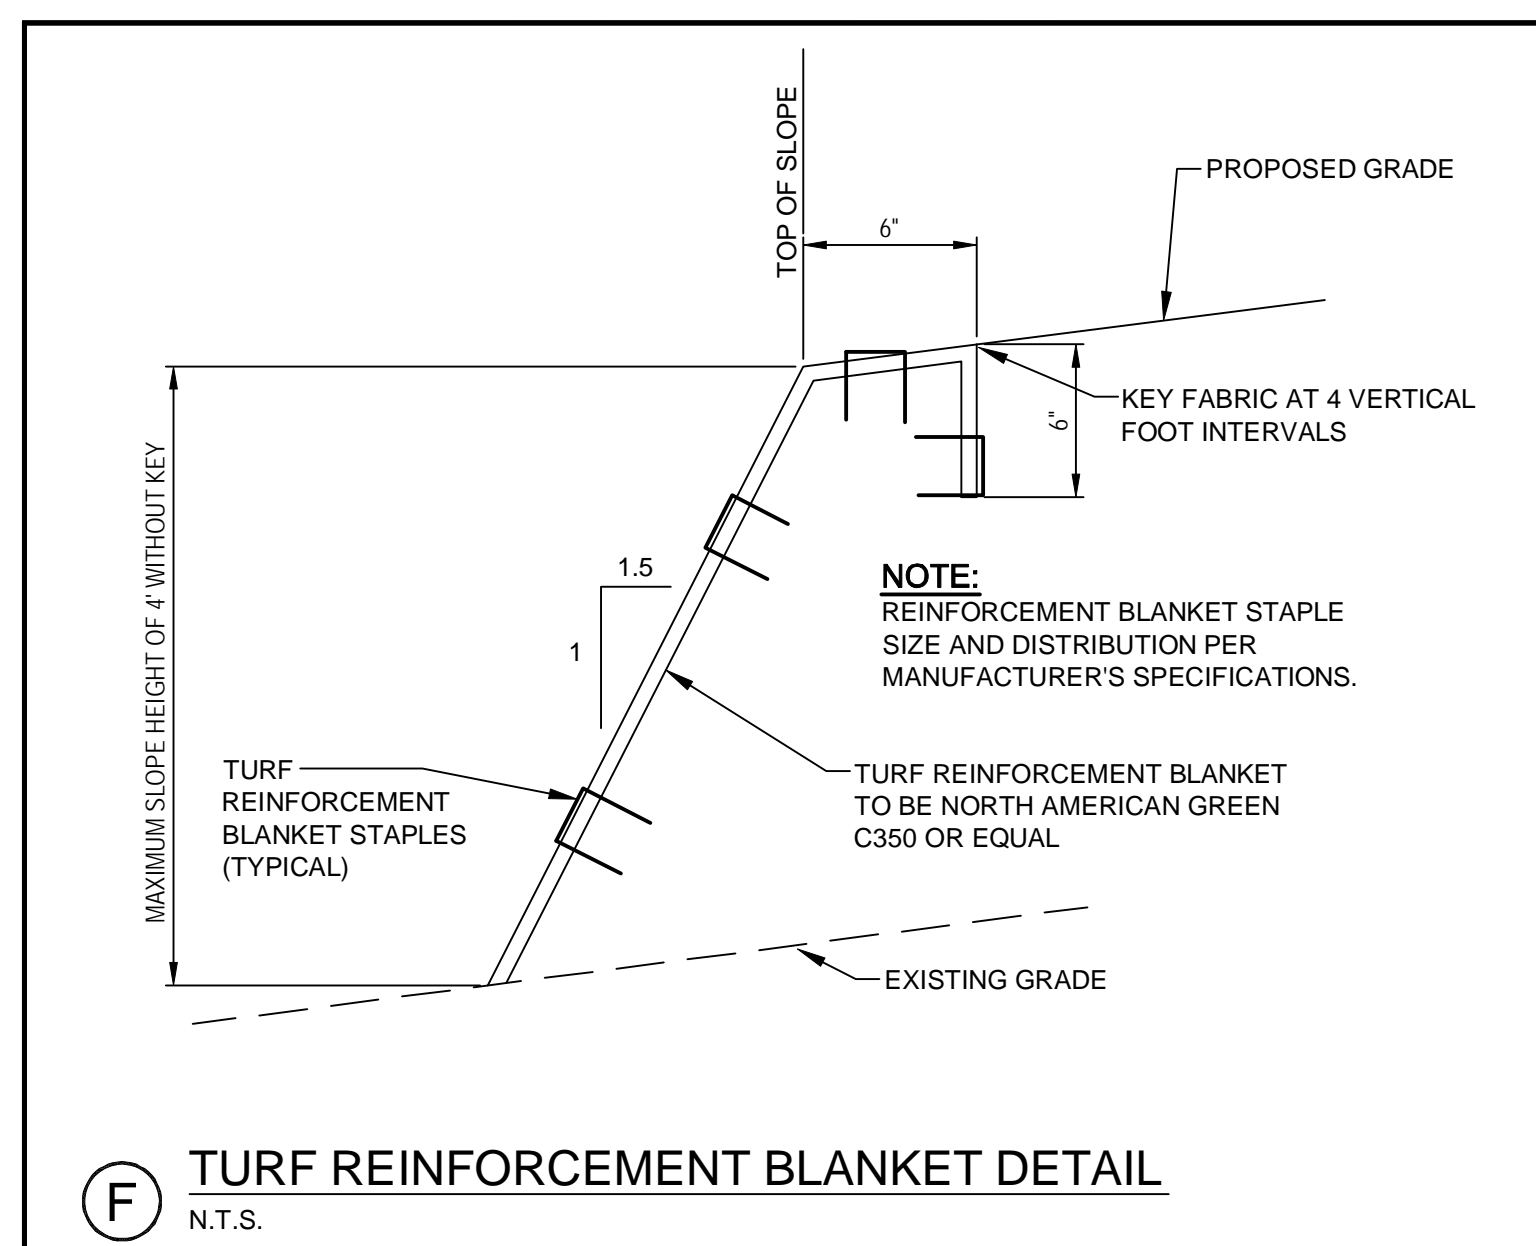 TOP OF SLOPE
6"
PROPOSED GRADE
KEY FABRIC AT 4 VERTICAL
FOOT INTERVALS
6"
MAXIMUM SLOPE HEIGHT OF 4' WITHOUT KEY
1.5
1
NOTE:
REINFORCEMENT BLANKET STAPLE
SIZE AND DISTRIBUTION PER
MANUFACTURER'S SPECIFICATIONS.
TURF
REINFORCEMENT
BLANKET STAPLES
(TYPICAL)
TURF REINFORCEMENT BLANKET
TO BE NORTH AMERICAN GREEN
C350 OR EQUAL
EXISTING GRADE
F
TURF REINFORCEMENT BLANKET DETAIL
N.T.S.